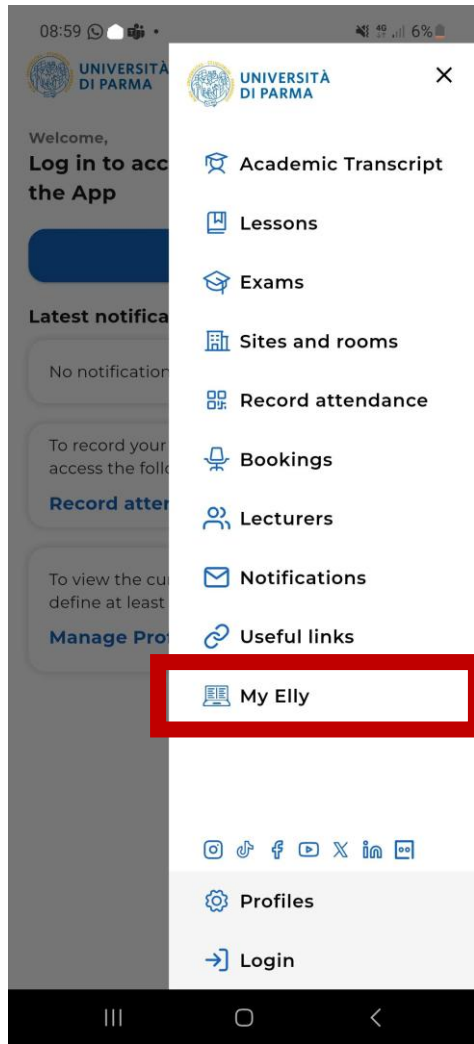 08:59
4G
6%
UNIVERSITÀ
DI PARMA
UNIVERSITÀ
DI PARMA
Welcome,
Log in to acc
the App
Latest notifica
No notification
To record your
access the follo
Record atter
To view the cu
define at least
Manage Pro
Academic Transcript
Lessons
Exams
Sites and rooms
Record attendance
Bookings
Lecturers
Notifications
Useful links
My Elly
Profiles
Login